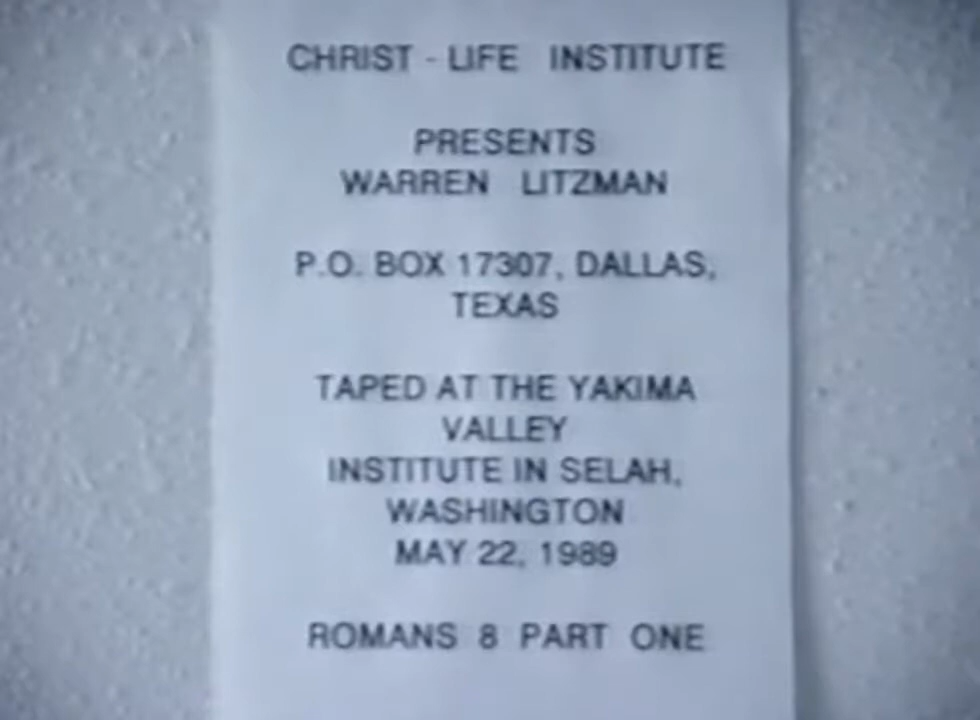 CHRIST - LIFE INSTITUTE
PRESENTS
WARREN LITZMAN
P.O. BOX 17307, DALLAS,
TEXAS
TAPED AT THE YAKIMA
VALLEY
INSTITUTE IN SELAH,
WASHINGTON
MAY 22, 1989
ROMANS 8 PART ONE